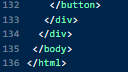 132 </button>
133 </div>
134 </div>
135 </body>
136 </html>